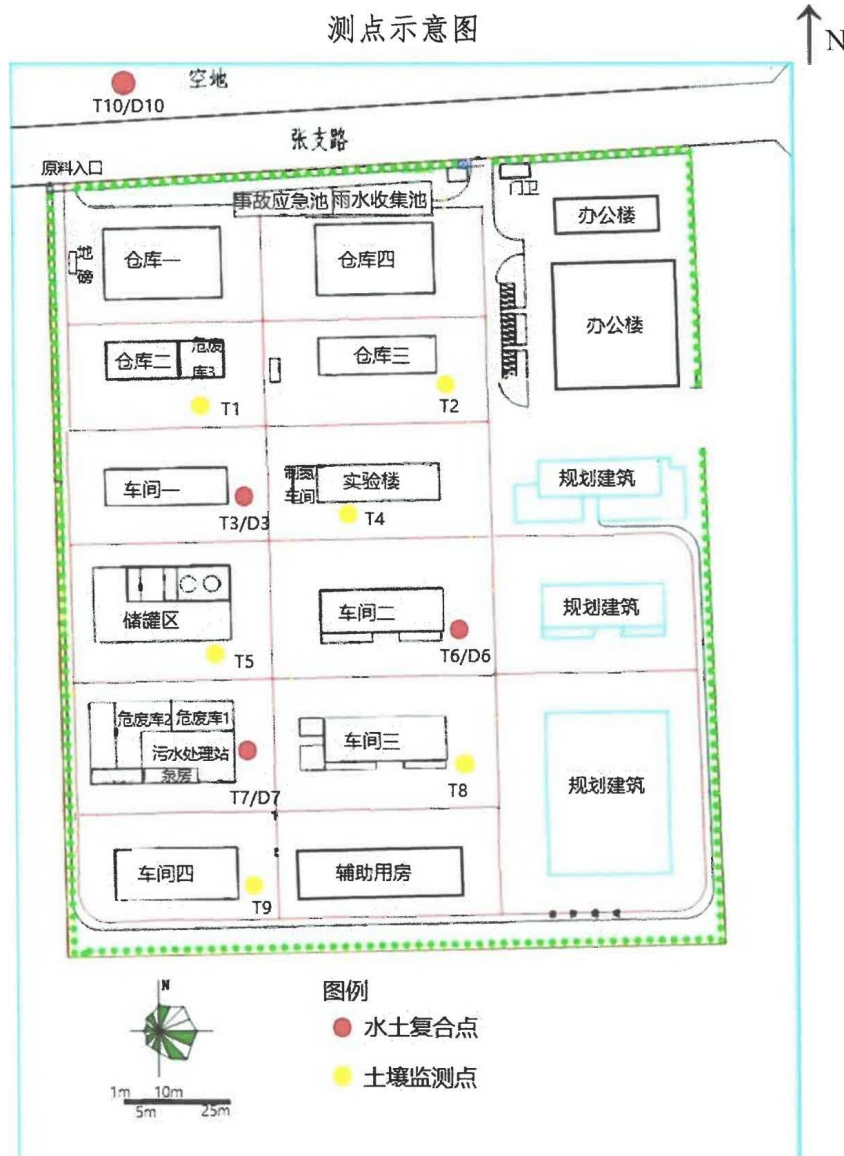 测点示意图
N
空地
T10/D10
张支路
原料入口
门卫
事故应急池
雨水收集池
办公楼
地磅
仓库一
仓库四
办公楼
仓库二
危废库3
仓库三
T1
T2
车间一
制氮车间
实验楼
规划建筑
T3/D3
T4
储罐区
车间二
规划建筑
T5
T6/D6
危废库2
危废库1
污水处理站
泵房
车间三
规划建筑
T7/D7
T8
车间四
辅助用房
T9
N
图例
水土复合点
土壤监测点
1m
10m
5m
25m